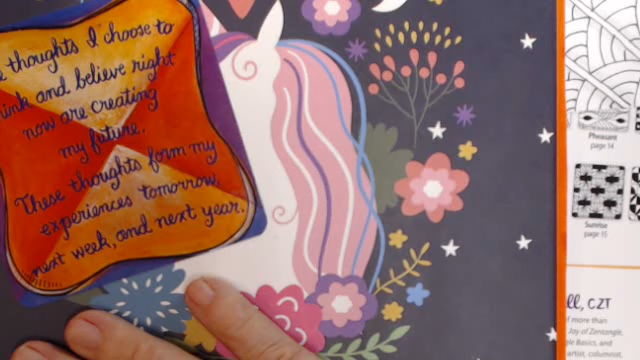 thoughts I choose to
think and believe right
now are creating
my future.
These thoughts form my
experiences tomorrow,
next week, and next year.
Pheasant
page 14
Sunrise
page 15
CZT
more than
Joy of Zentangle,
Basics, and
artist, columnist,